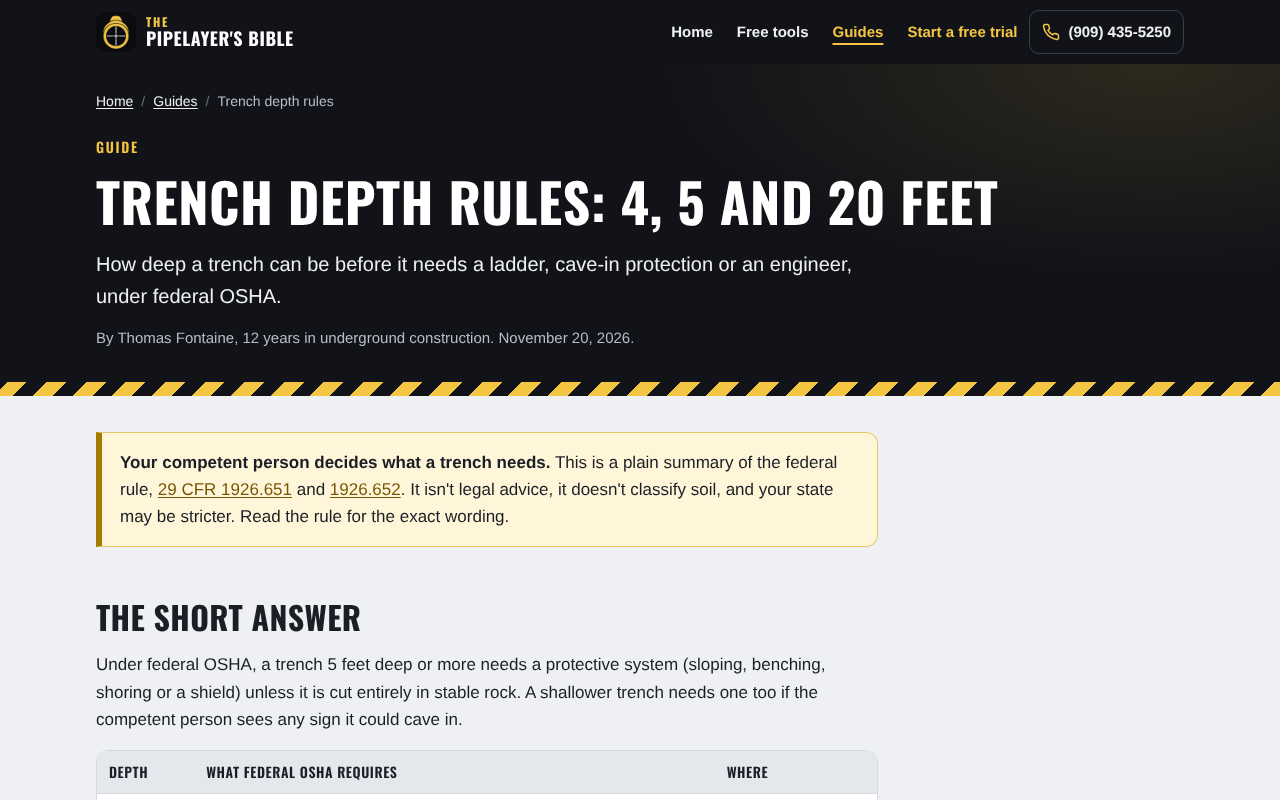 THE
PIPELAYER'S BIBLE
Home
Free tools
Guides
Start a free trial
(909) 435-5250
Home / Guides / Trench depth rules
GUIDE
TRENCH DEPTH RULES: 4, 5 AND 20 FEET
How deep a trench can be before it needs a ladder, cave-in protection or an engineer,
under federal OSHA.
By Thomas Fontaine, 12 years in underground construction. November 20, 2026.
Your competent person decides what a trench needs. This is a plain summary of the federal
rule, 29 CFR 1926.651 and 1926.652. It isn't legal advice, it doesn't classify soil, and your state
may be stricter. Read the rule for the exact wording.
THE SHORT ANSWER
Under federal OSHA, a trench 5 feet deep or more needs a protective system (sloping, benching,
shoring or a shield) unless it is cut entirely in stable rock. A shallower trench needs one too if the
competent person sees any sign it could cave in.
DEPTH
WHAT FEDERAL OSHA REQUIRES
WHERE